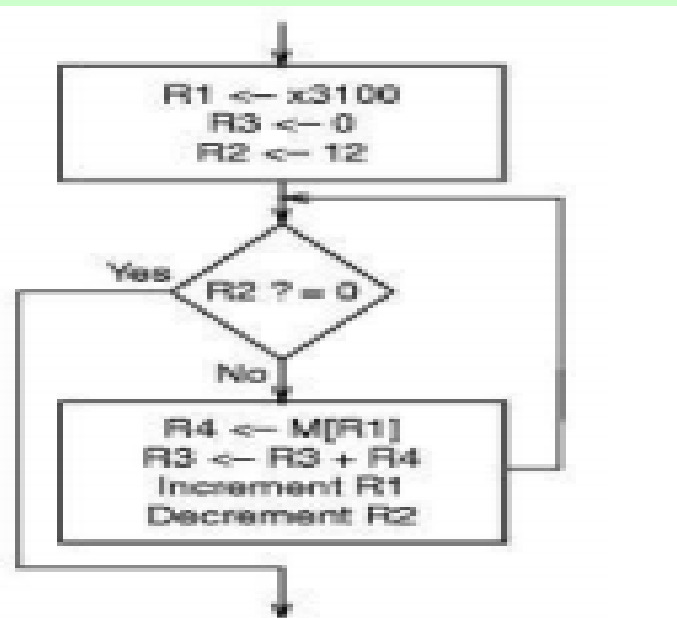 R1 <– x3100
R3 <– 0
R2 <– 12
Yes
R2 ?= 0
No
R4 <– M[R1]
R3 <– R3 + R4
Increment R1
Decrement R2